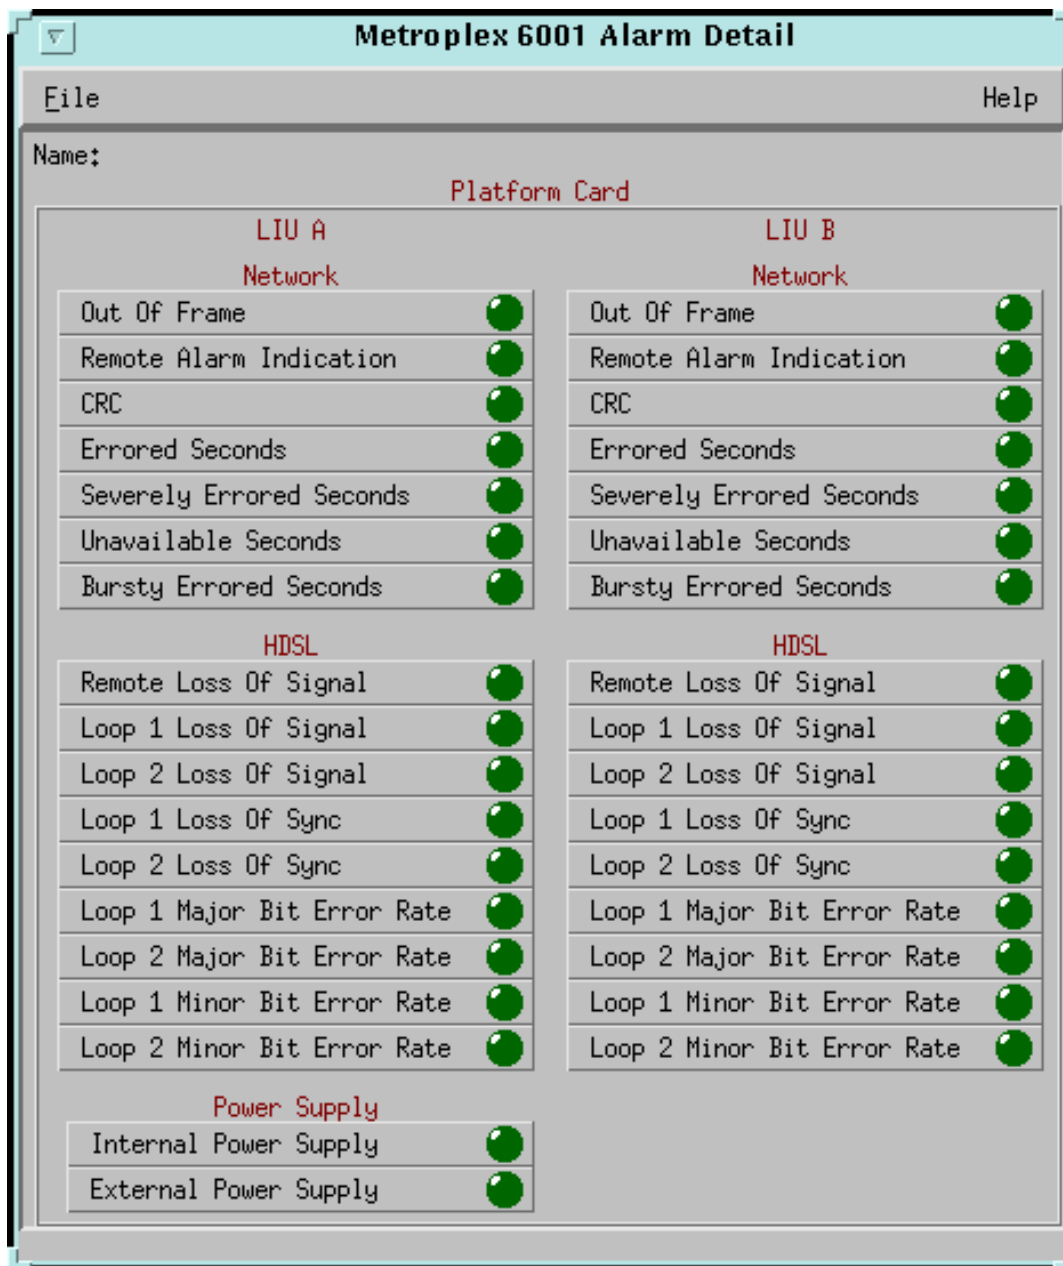 Metroplex 6001 Alarm Detail
File Help
Name:
Platform Card
LIU A LIU B
Network Network
Out Of Frame Out Of Frame
Remote Alarm Indication Remote Alarm Indication
CRC CRC
Errored Seconds Errored Seconds
Severely Errored Seconds Severely Errored Seconds
Unavailable Seconds Unavailable Seconds
Bursty Errored Seconds Bursty Errored Seconds
HDSL HDSL
Remote Loss Of Signal Remote Loss Of Signal
Loop 1 Loss Of Signal Loop 1 Loss Of Signal
Loop 2 Loss Of Signal Loop 2 Loss Of Signal
Loop 1 Loss Of Sync Loop 1 Loss Of Sync
Loop 2 Loss Of Sync Loop 2 Loss Of Sync
Loop 1 Major Bit Error Rate Loop 1 Major Bit Error Rate
Loop 2 Major Bit Error Rate Loop 2 Major Bit Error Rate
Loop 1 Minor Bit Error Rate Loop 1 Minor Bit Error Rate
Loop 2 Minor Bit Error Rate Loop 2 Minor Bit Error Rate
Power Supply
Internal Power Supply
External Power Supply